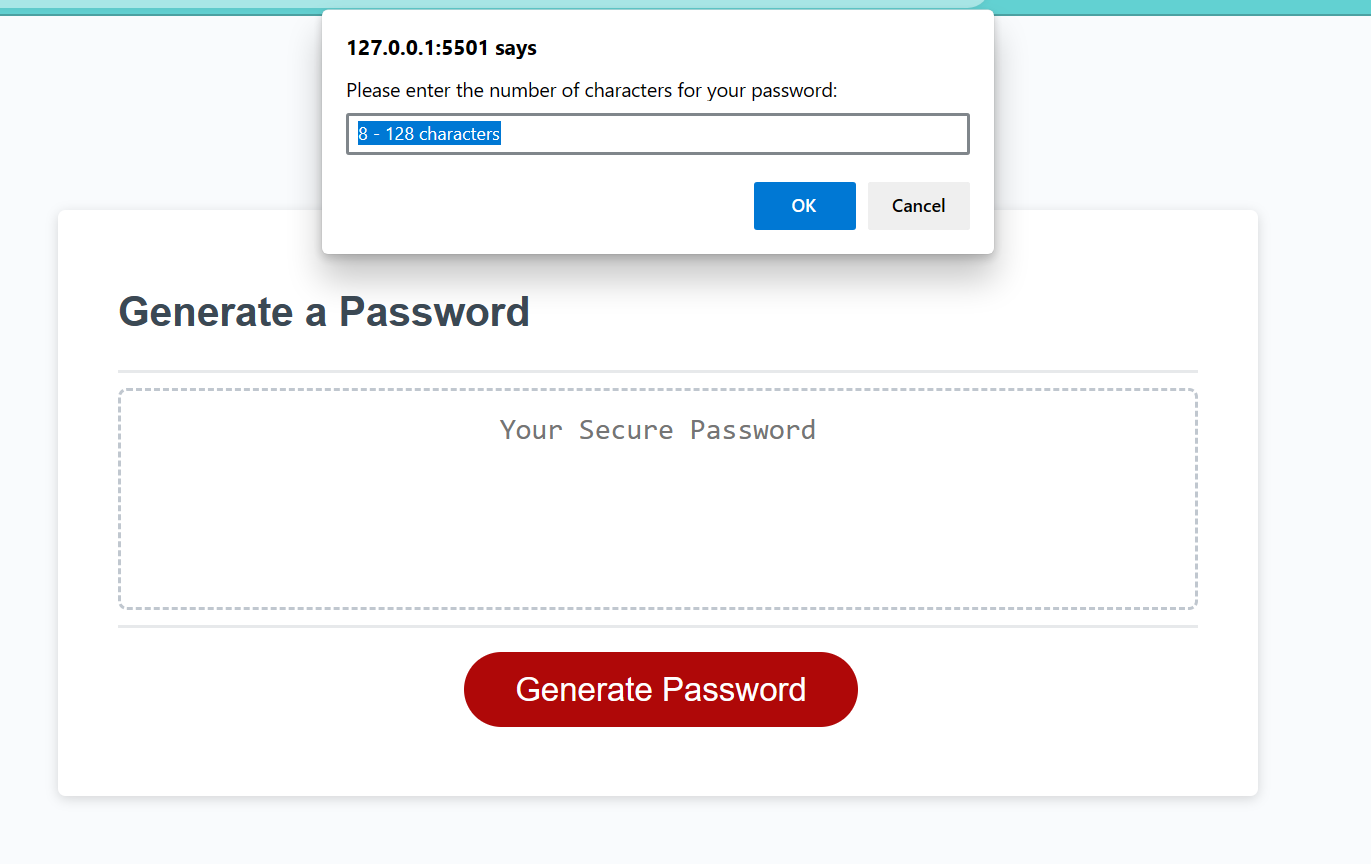 127.0.0.1:5501 says
Please enter the number of characters for your password:
8 - 128 characters
OK
Cancel
Generate a Password
Your Secure Password
Generate Password